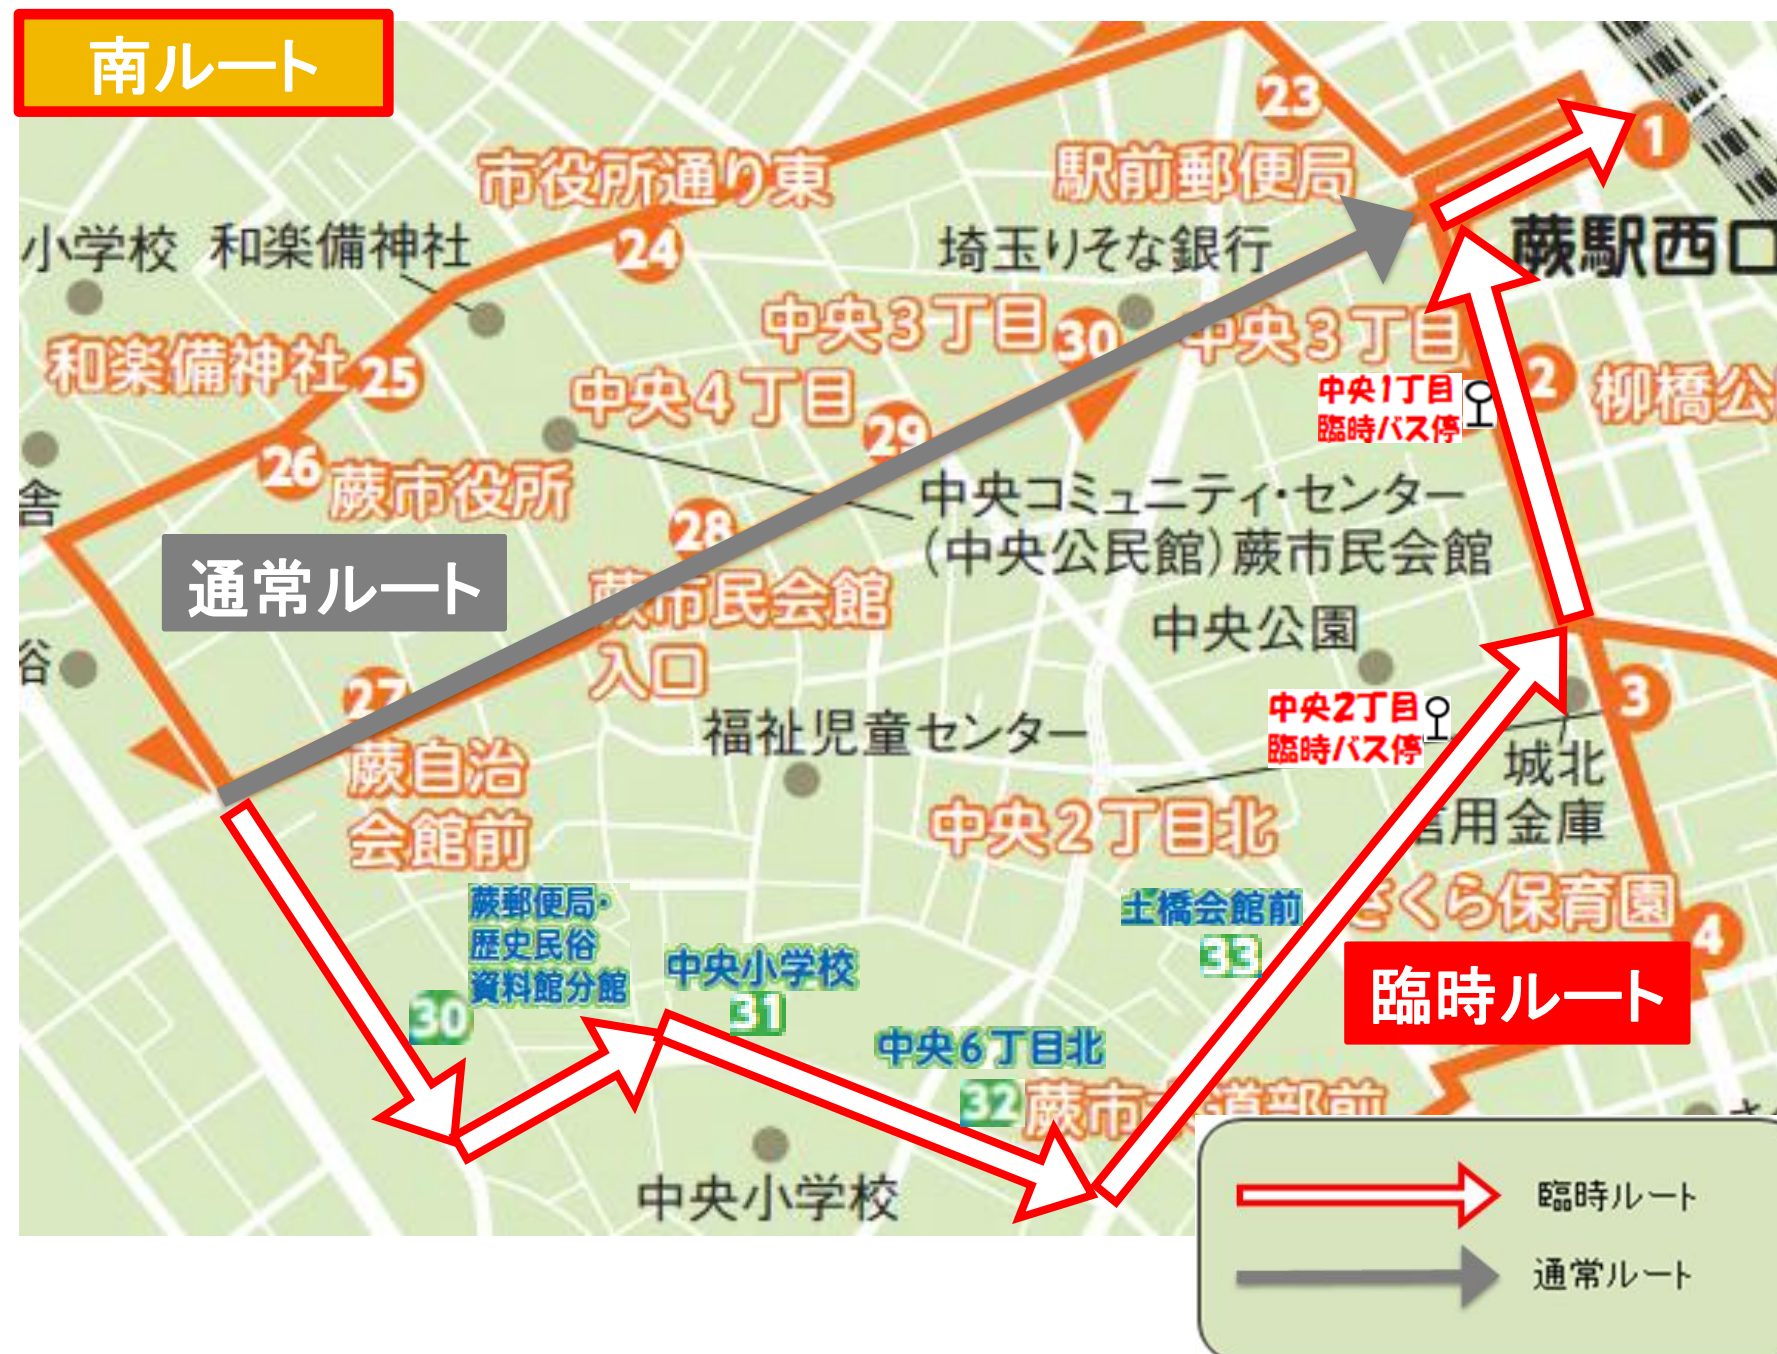 南ルート
23
1
市役所通り東
駅前郵便局
24
小学校
和楽備神社
埼玉りそな銀行
蕨駅西口
中央3丁目
30
中央3丁目
和楽備神社
25
中央4丁目
29
中央1丁目
臨時バス停
2
柳橋公
26
蕨市役所
舎
28
中央コミュニティ・センター
(中央公民館)蕨市民会館
通常ルート
蕨市民会館
入口
中央公園
俗
27
蕨自治
会館前
福祉児童センター
中央2丁目
臨時バス停
3
城北
信用金庫
中央2丁目北
蕨郵便局・
歴史民俗
資料館分館
30
中央小学校
31
土橋会館前
33
さくら保育園
4
臨時ルート
中央6丁目北
32
蕨市水道部前
中央小学校
さ
臨時ルート
通常ルート